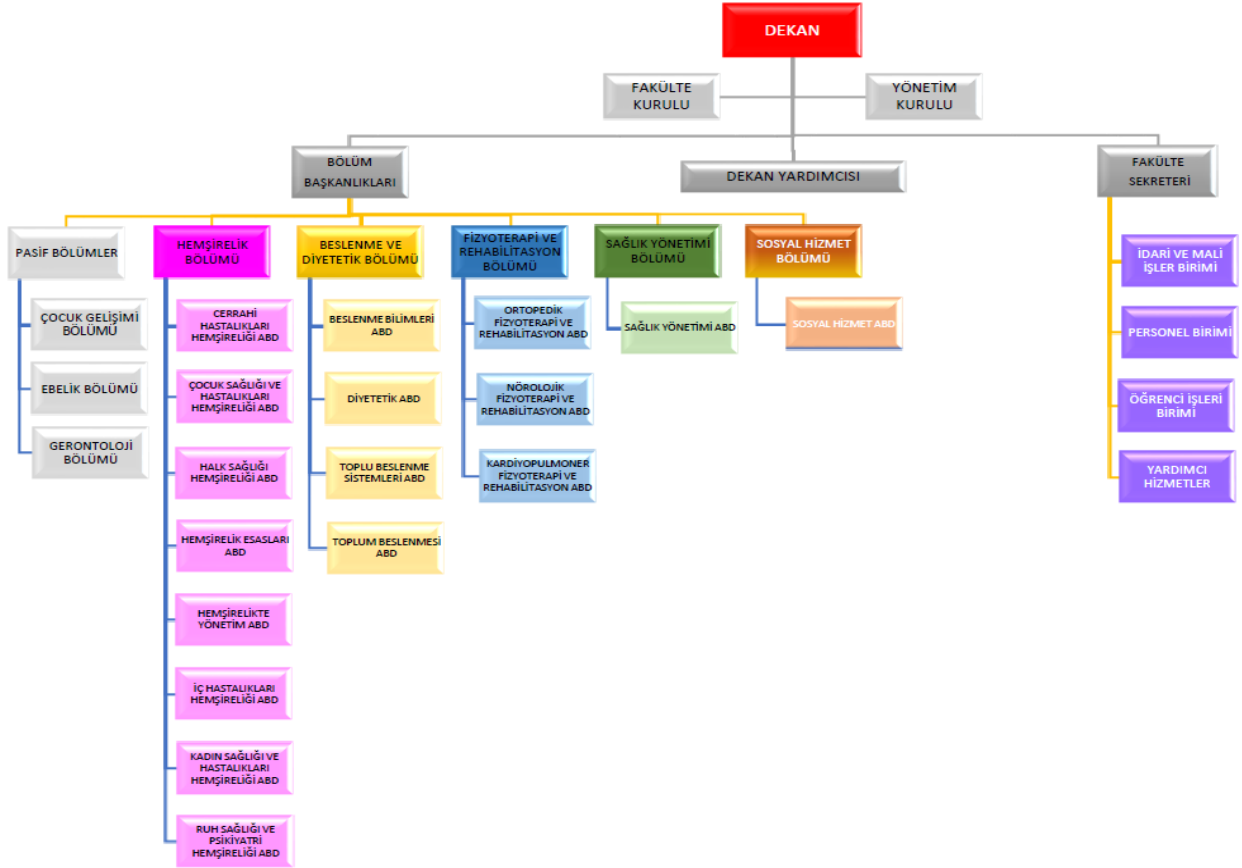 DEKAN
FAKÜLTE
KURULU
YÖNETİM
KURULU
BÖLÜM
BAŞKANLIKLARI
DEKAN YARDIMCISI
FAKÜLTE
SEKRETERİ
PASİF BÖLÜMLER
ÇOCUK GELİŞİMİ
BÖLÜMÜ
EBELİK BÖLÜMÜ
GERONTOLOJİ
BÖLÜMÜ
HEMŞİRELİK
BÖLÜMÜ
CERRAHİ
HASTALIKLARI
HEMŞİRELİĞİ ABD
ÇOCUK SAĞLIĞI VE
HASTALIKLARI
HEMŞİRELİĞİ ABD
HALK SAĞLIĞI
HEMŞİRELİĞİ ABD
HEMŞİRELİK ESASLARI
ABD
HEMŞİRELİKTE
YÖNETİM ABD
İÇ HASTALIKLARI
HEMŞİRELİĞİ ABD
KADIN SAĞLIĞI VE
HASTALIKLARI
HEMŞİRELİĞİ ABD
RUH SAĞLIĞI VE
PSİKİYATRİ
HEMŞİRELİĞİ ABD
BESLENME VE
DİYETETİK BÖLÜMÜ
BESLENME BİLİMLERİ
ABD
DİYETETİK ABD
TOPLU BESLENME
SİSTEMLERİ ABD
TOPLUM BESLENMESİ
ABD
FİZYOTERAPİ VE
REHABİLİTASYON
BÖLÜMÜ
ORTOPEDİK
FİZYOTERAPİ VE
REHABİLİTASYON ABD
NÖROLOJİK
FİZYOTERAPİ VE
REHABİLİTASYON ABD
KARDİYOPULMONER
FİZYOTERAPİ VE
REHABİLİTASYON ABD
SAĞLIK YÖNETİMİ
BÖLÜMÜ
SAĞLIK YÖNETİMİ ABD
SOSYAL HİZMET
BÖLÜMÜ
SOSYAL HİZMET ABD
İDARİ VE MALİ
İŞLER BİRİMİ
PERSONEL BİRİMİ
ÖĞRENCİ İŞLERİ
BİRİMİ
YARDIMCI
HİZMETLER